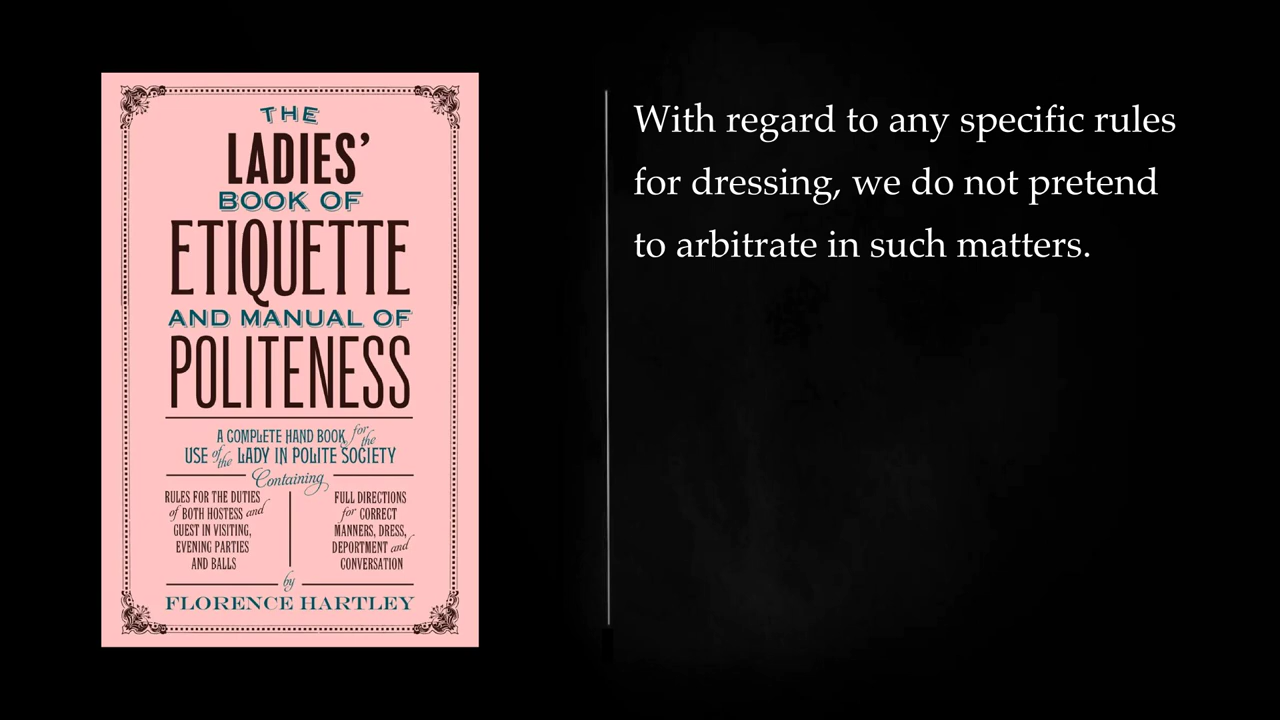 THE
LADIES'
BOOK OF
ETIQUETTE
AND MANUAL OF
POLITENESS
A COMPLETE HAND BOOK for the
USE of the LADY IN POLITE SOCIETY
Containing
RULES FOR THE DUTIES
of BOTH HOSTESS and
GUEST IN VISITING,
EVENING PARTIES
AND BALLS
FULL DIRECTIONS
for CORRECT
MANNERS, DRESS,
DEPORTMENT and
CONVERSATION
by
FLORENCE HARTLEY
With regard to any specific rules
for dressing, we do not pretend
to arbitrate in such matters.